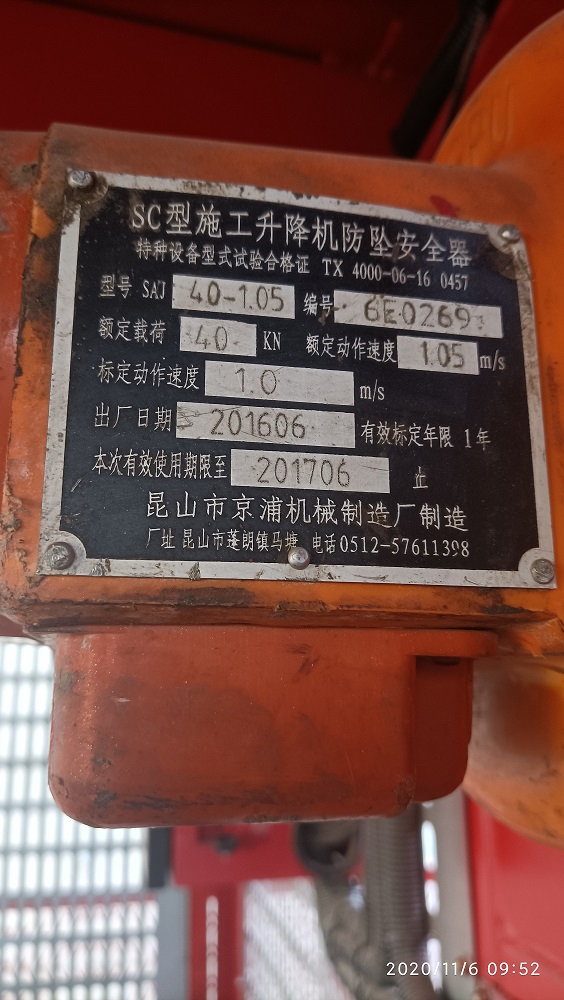 SC型施工升降机防坠安全器
特种设备型式试验合格证 TX 4000-06-16 0457
型号 SAJ 40-1.05 编号: 6E0269
额定载荷 40 KN 额定动作速度 1.05 m/s
标定动作速度 1.0 m/s
出厂日期 201606 有效标定年限 1年
本次有效使用期限至 201706 止
昆山市京浦机械制造厂制造
厂址 昆山市蓬朗镇马塘 电话0512-57611398
2020/11/6 09:52